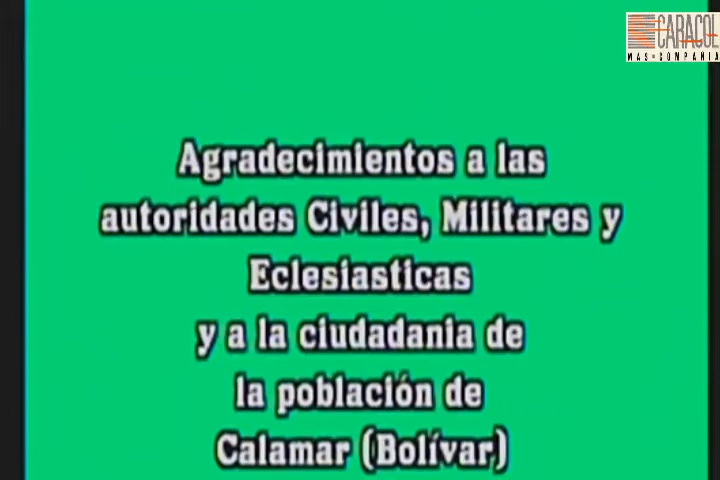 CARACOL
MAS COMPAÑIA
Agradecimientos a las
autoridades Civiles, Militares y
Eclesiasticas
y a la ciudadania de
la población de
Calamar (Bolívar)